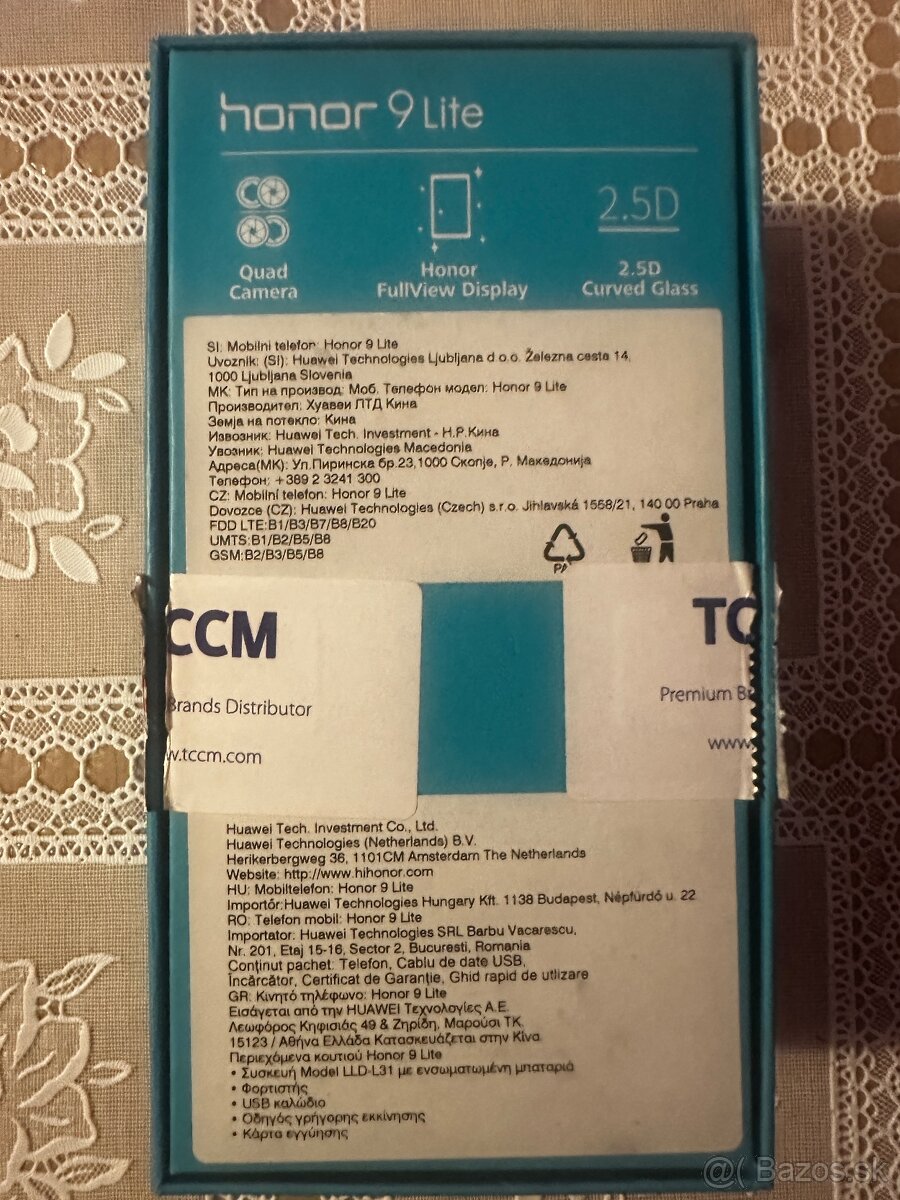 honor 9 Lite
2.5D
Quad
Camera
Honor
FullView Display
2.5D
Curved Glass
SI: Mobilni telefon: Honor 9 Lite
Uvoznik: (SI): Huawei Technologies Ljubljana d.o.o. Železna cesta 14,
1000 Ljubljana Slovenia
МК: Тип на производ: Моб. Телефон модел: Honor 9 Lite
Производител: Хуавеи ЛТД Кина
Земја на потекло: Кина
Извозник: Huawei Tech. Investment - Н.Р.Кина
Увозник: Huawei Technologies Macedonia
Адреса(МК): Ул.Пиринска бр.23,1000 Скопје, Р. Македонија
Телефон: +389 2 3241 300
CZ: Mobilní telefon: Honor 9 Lite
Dovozce (CZ): Huawei Technologies (Czech) s.r.o. Jihlavská 1558/21, 140 00 Praha
FDD LTE:B1/B3/B7/B8/B20
UMTS:B1/B2/B5/B8
GSM:B2/B3/B5/B8
CCM
Brands Distributor
w.tccm.com
TC
Premium B
www
Huawei Tech. Investment Co., Ltd.
Huawei Technologies (Netherlands) B.V.
Herikerbergweg 36, 1101CM Amsterdam The Netherlands
Website: http://www.hihonor.com
HU: Mobiltelefon: Honor 9 Lite
Importőr:Huawei Technologies Hungary Kft. 1138 Budapest, Népfürdő u. 22
RO: Telefon mobil: Honor 9 Lite
Importator: Huawei Technologies SRL Barbu Vacarescu,
Nr. 201, Etaj 15-16, Sector 2, Bucuresti, Romania
Conținut pachet: Telefon, Cablu de date USB,
Încărcător, Certificat de Garanție, Ghid rapid de utlizare
GR: Κινητό τηλέφωνο: Honor 9 Lite
Εισάγεται από την HUAWEI Τεχνολογίες Α.Ε.
Λεωφόρος Κηφισιάς 49 & Ζηρίδη, Μαρούσι ΤΚ.
15123 / Αθήνα Ελλάδα Κατασκευάζεται στην Κίνα
Περιεχόμενα κουτιού Honor 9 Lite
• Συσκευή Model LLD-L31 με ενσωματωμένη μπαταρία
• Φορτιστής
• USB καλώδιο
• Οδηγός γρήγορης εκκίνησης
• Κάρτα εγγύησης
@( Bazos.sk